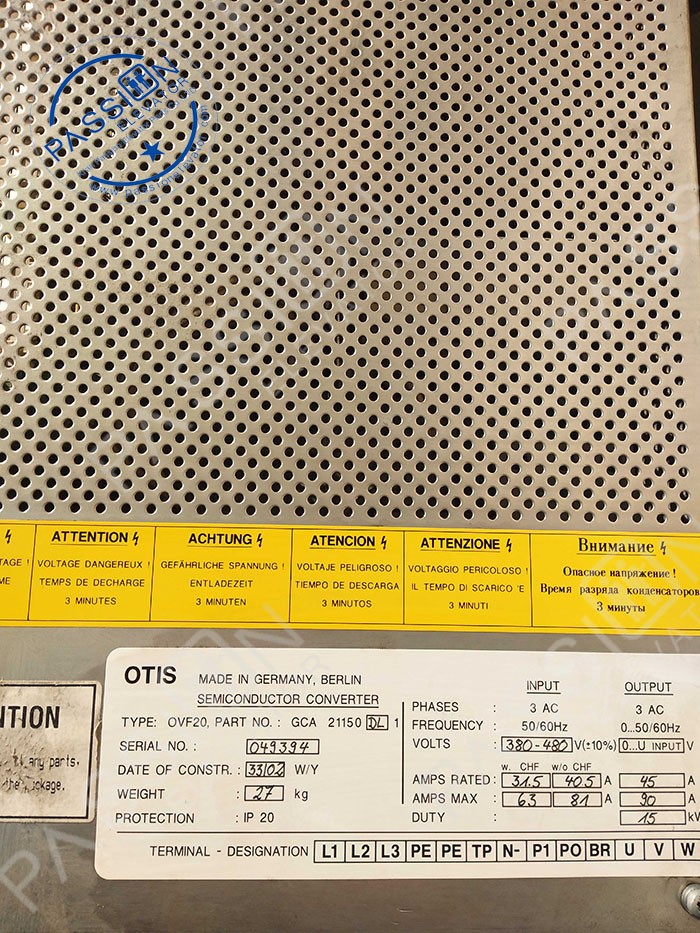 PASSION
ELEVATOR
ATTENTION
VOLTAGE DANGEREUX !
TEMPS DE DECHARGE
3 MINUTES
ACHTUNG
GEFÄHRLICHE SPANNUNG !
ENTLADEZEIT
3 MINUTEN
ATENCION
VOLTAJE PELIGROSO !
TIEMPO DE DESCARGA
3 MINUTOS
ATTENZIONE
VOLTAGGIO PERICOLOSO !
IL TEMPO DI SCARICO 'E
3 MINUTI
Внимание
Опасное напряжение !
Время разряда конденсаторов
3 минуты
NTION
any parts,
the
OTIS MADE IN GERMANY, BERLIN
SEMICONDUCTOR CONVERTER
TYPE: OVF20, PART NO. : GCA 21150 DL 1
SERIAL NO. : 049394
DATE OF CONSTR. : 33/02 W/Y
WEIGHT : 27 kg
PROTECTION : IP 20
INPUT OUTPUT
PHASES : 3 AC 3 AC
FREQUENCY : 50/60Hz 0...50/60Hz
VOLTS : 380-480 V(±10%) 0...U INPUT V
w. CHF w/o CHF
AMPS RATED : 31.5 40.5 A 45 A
AMPS MAX : 63 81 A 90 A
DUTY : 15 kW
TERMINAL - DESIGNATION L1 L2 L3 PE PE TP N- P1 PO BR U V W